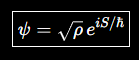 ψ = √ρ e^{iS/ħ}